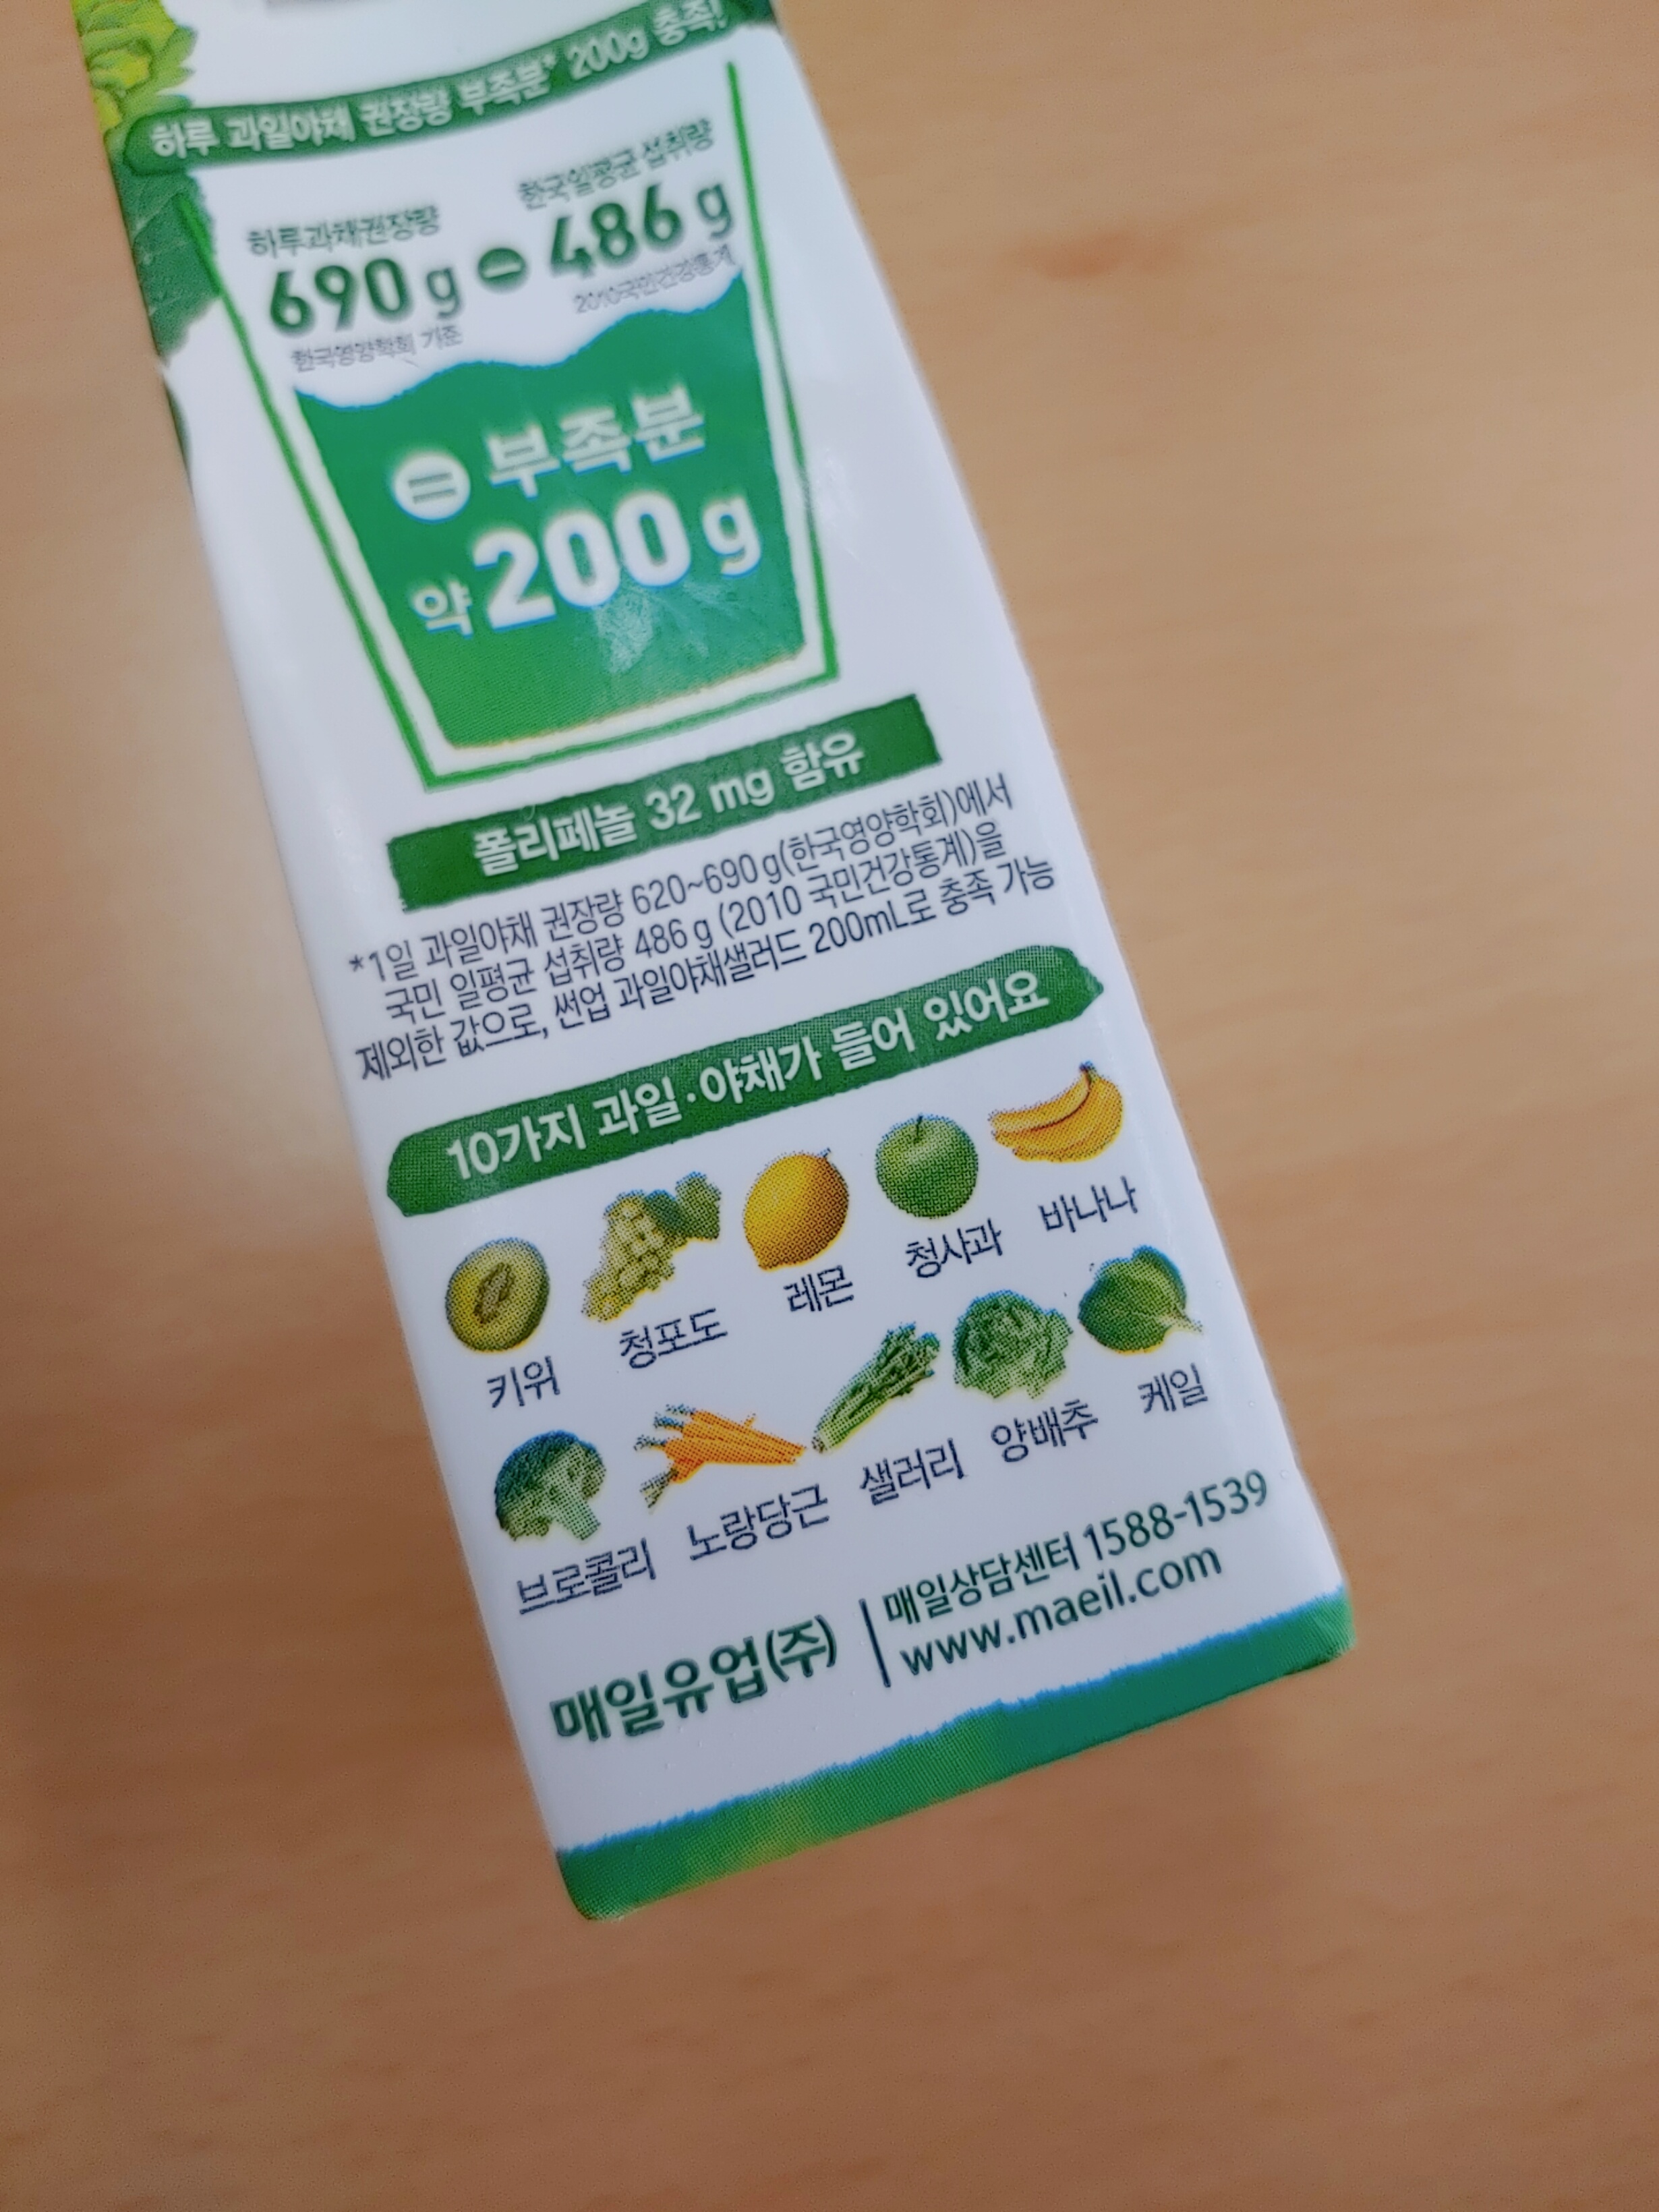 하루 과일야채 권장량 부족분* 200g 충족!
하루과채권장량
690 g
한국영양학회 기준
한국일평균 섭취량
486 g
2010국민건강통계
= 부족분
약 200 g
폴리페놀 32 mg 함유
*1일 과일야채 권장량 620~690 g(한국영양학회)에서
국민 일평균 섭취량 486 g (2010 국민건강통계)을
제외한 값으로, 썬업 과일야채샐러드 200mL로 충족 가능
10가지 과일·야채가 들어 있어요
키위 청포도 레몬 청사과 바나나
브로콜리 노랑당근 샐러리 양배추 케일
매일유업(주)
매일상담센터 1588-1539
www.maeil.com